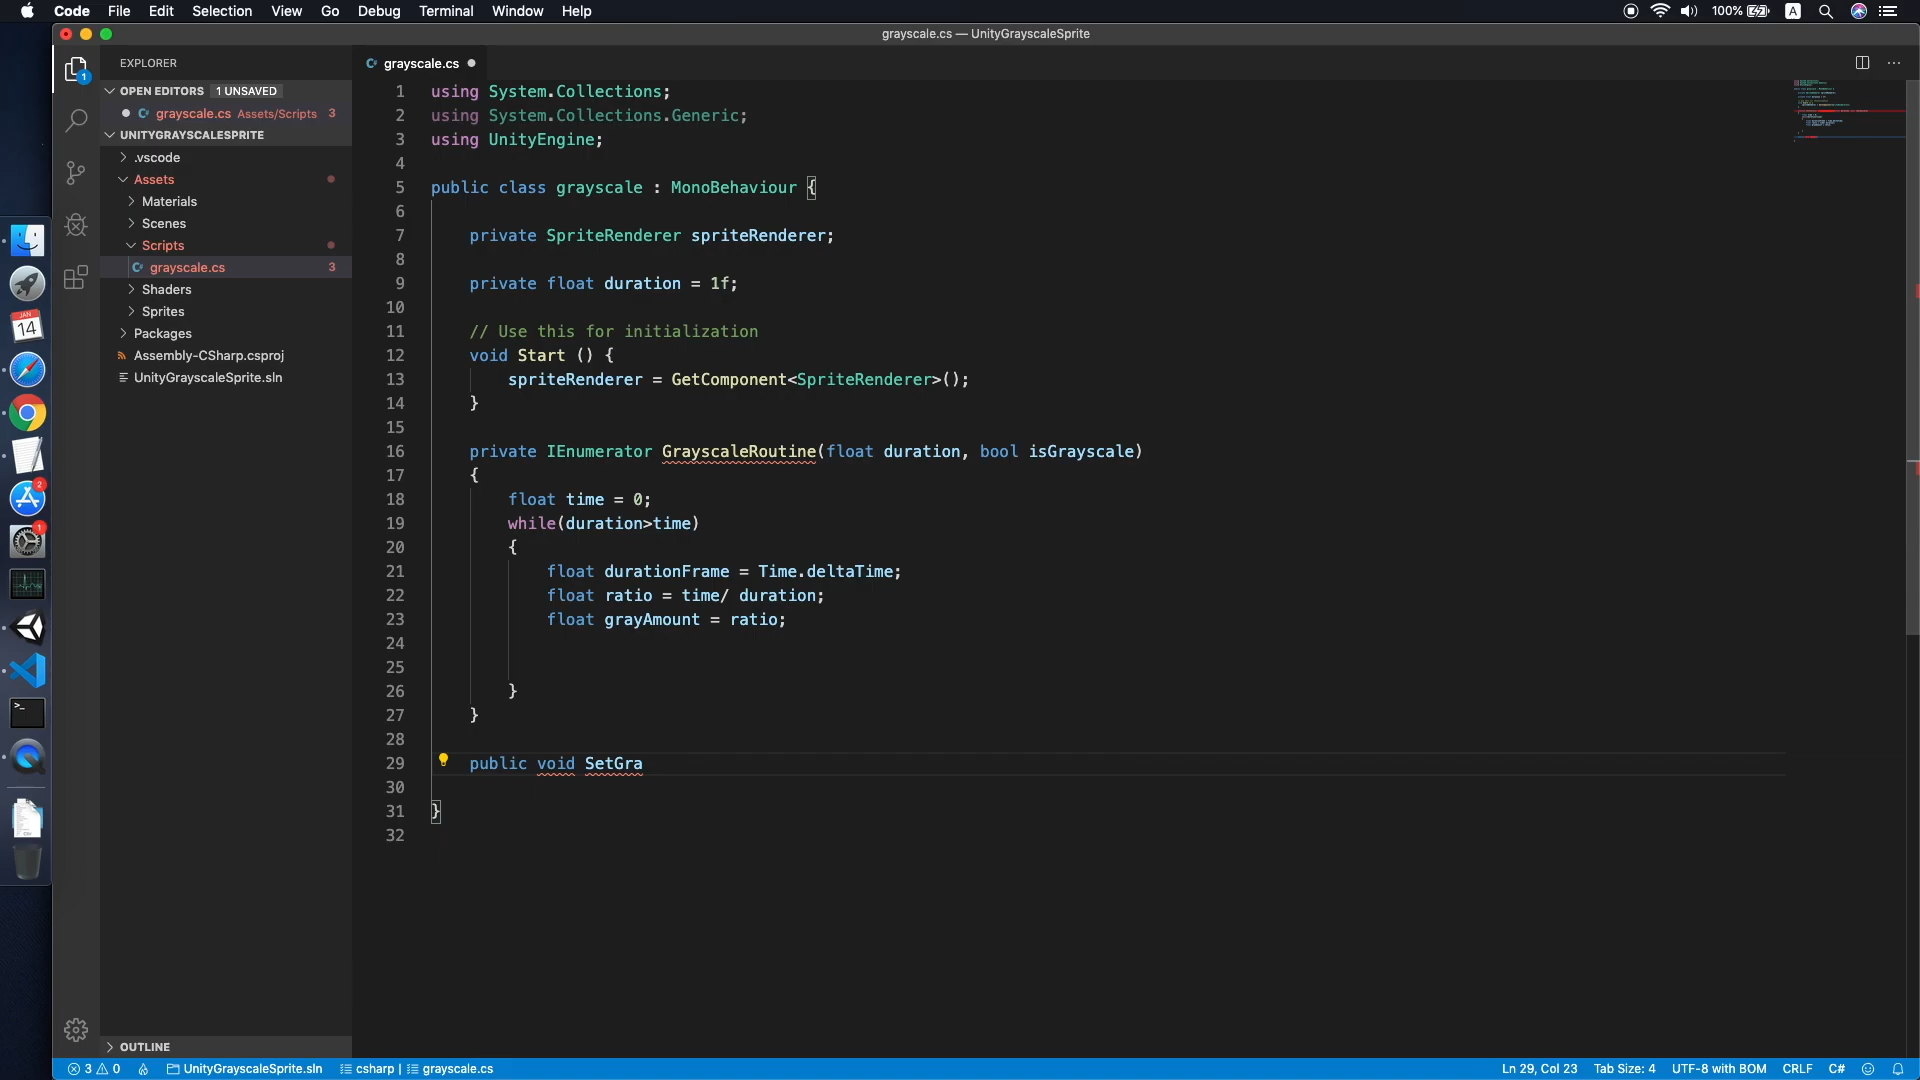 Code File Edit Selection View Go Debug Terminal Window Help
100% A
grayscale.cs — UnityGrayscaleSprite
EXPLORER
OPEN EDITORS 1 UNSAVED
grayscale.cs Assets/Scripts 3
UNITYGRAYSCALESPRITE
.vscode
Assets
Materials
Scenes
Scripts
grayscale.cs 3
Shaders
Sprites
Packages
Assembly-CSharp.csproj
UnityGrayscaleSprite.sln
OUTLINE
1
JAN
14
2
1
grayscale.cs
1 using System.Collections;
2 using System.Collections.Generic;
3 using UnityEngine;
4
5 public class grayscale : MonoBehaviour {
6
7 private SpriteRenderer spriteRenderer;
8
9 private float duration = 1f;
10
11 // Use this for initialization
12 void Start () {
13 spriteRenderer = GetComponent<SpriteRenderer>();
14 }
15
16 private IEnumerator GrayscaleRoutine(float duration, bool isGrayscale)
17 {
18 float time = 0;
19 while(duration>time)
20 {
21 float durationFrame = Time.deltaTime;
22 float ratio = time/ duration;
23 float grayAmount = ratio;
24
25
26 }
27 }
28
29 public void SetGra
30
31 }
32
3 0 UnityGrayscaleSprite.sln csharp | grayscale.cs
Ln 29, Col 23 Tab Size: 4 UTF-8 with BOM CRLF C#